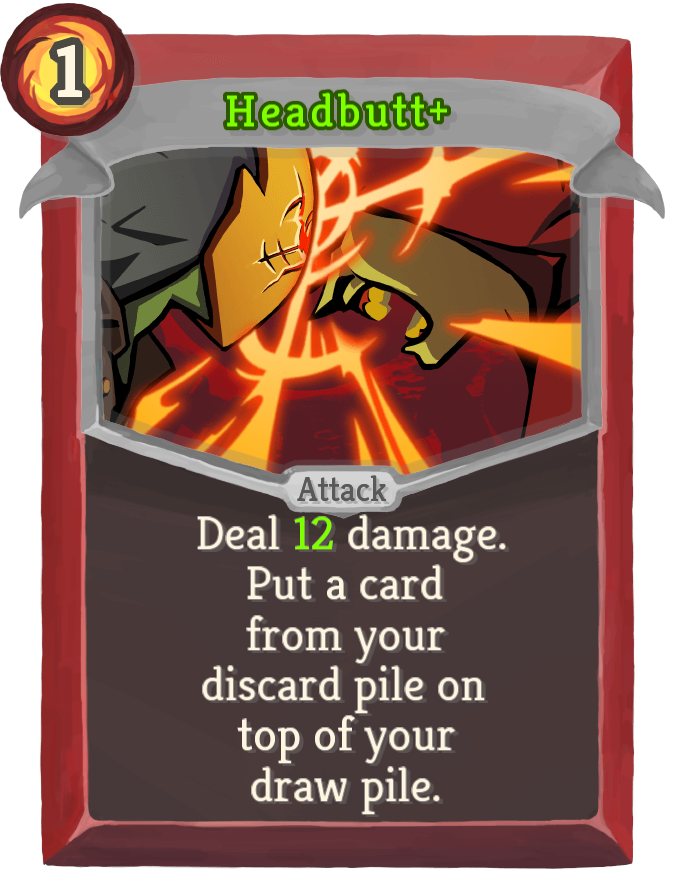 1
Headbutt+
Attack
Deal 12 damage.
Put a card
from your
discard pile on
top of your
draw pile.